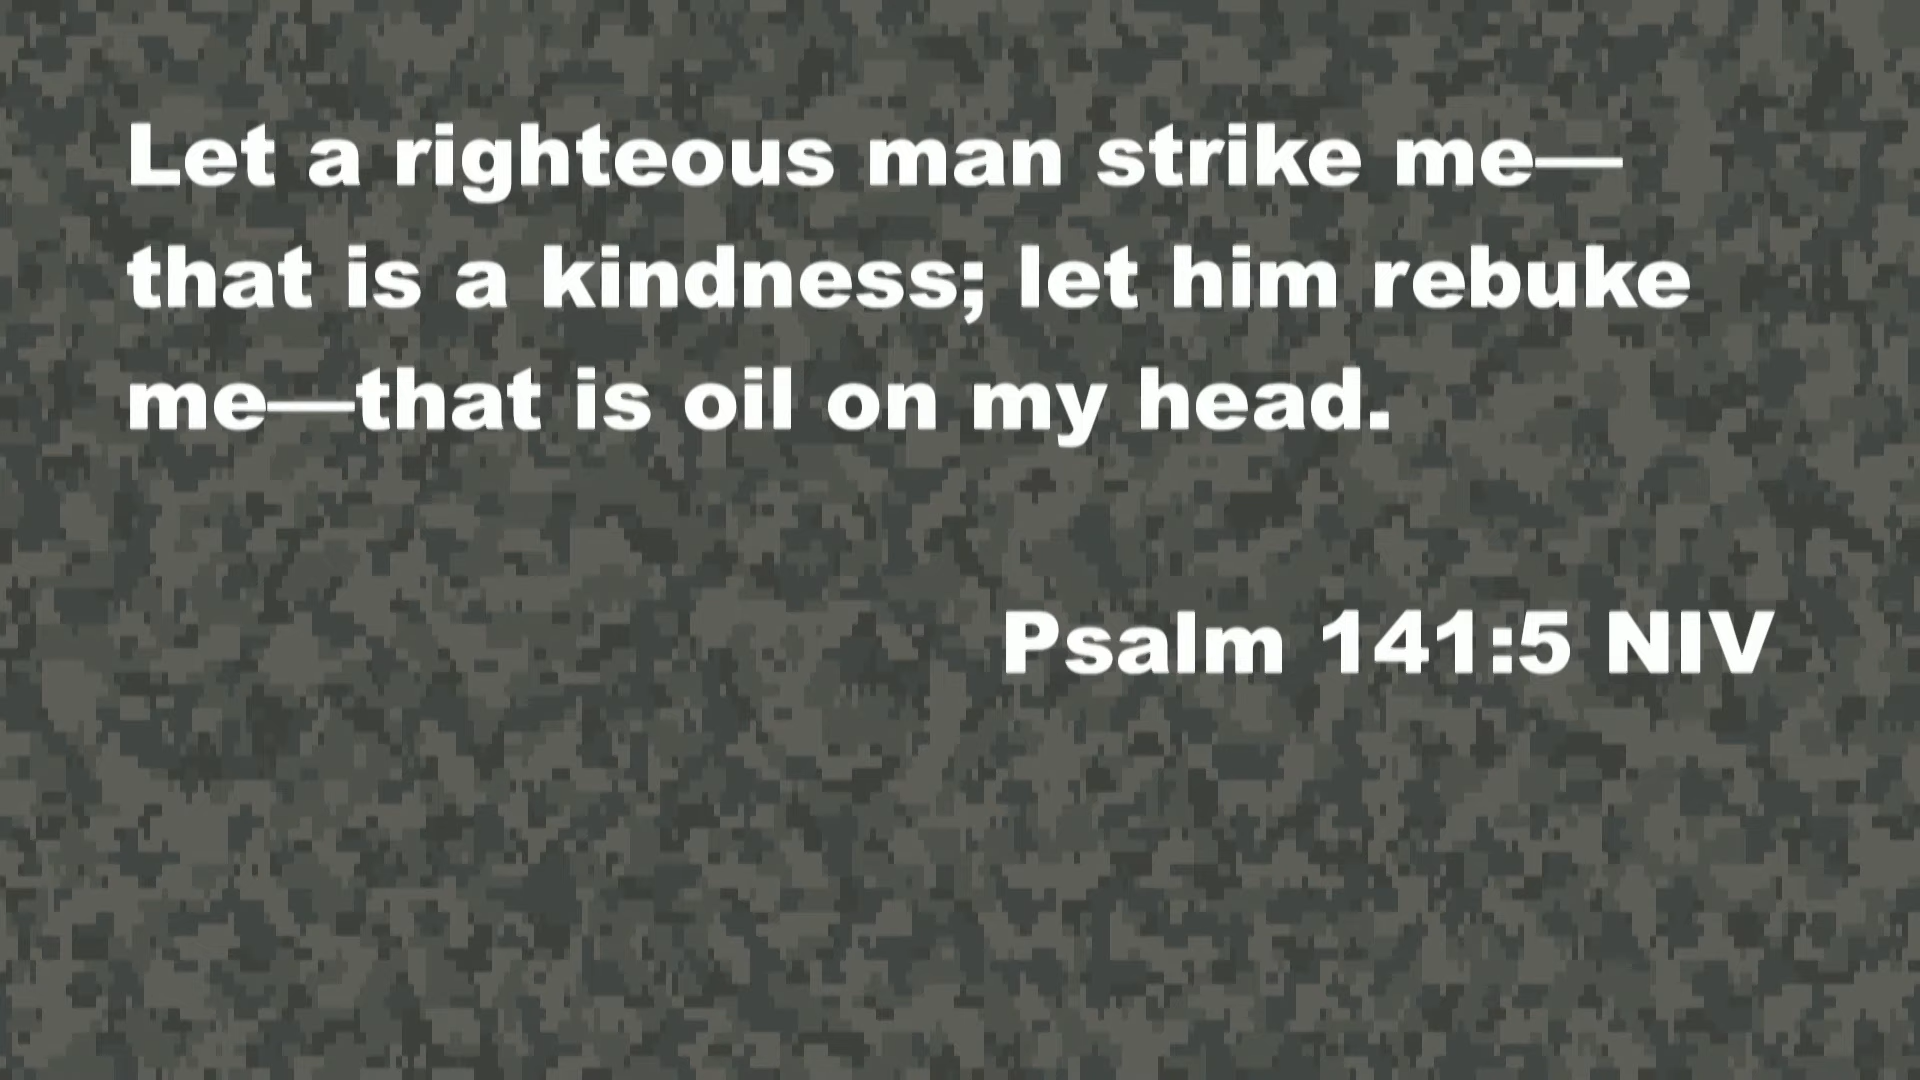 Let a righteous man strike me—
that is a kindness; let him rebuke
me—that is oil on my head.
Psalm 141:5 NIV